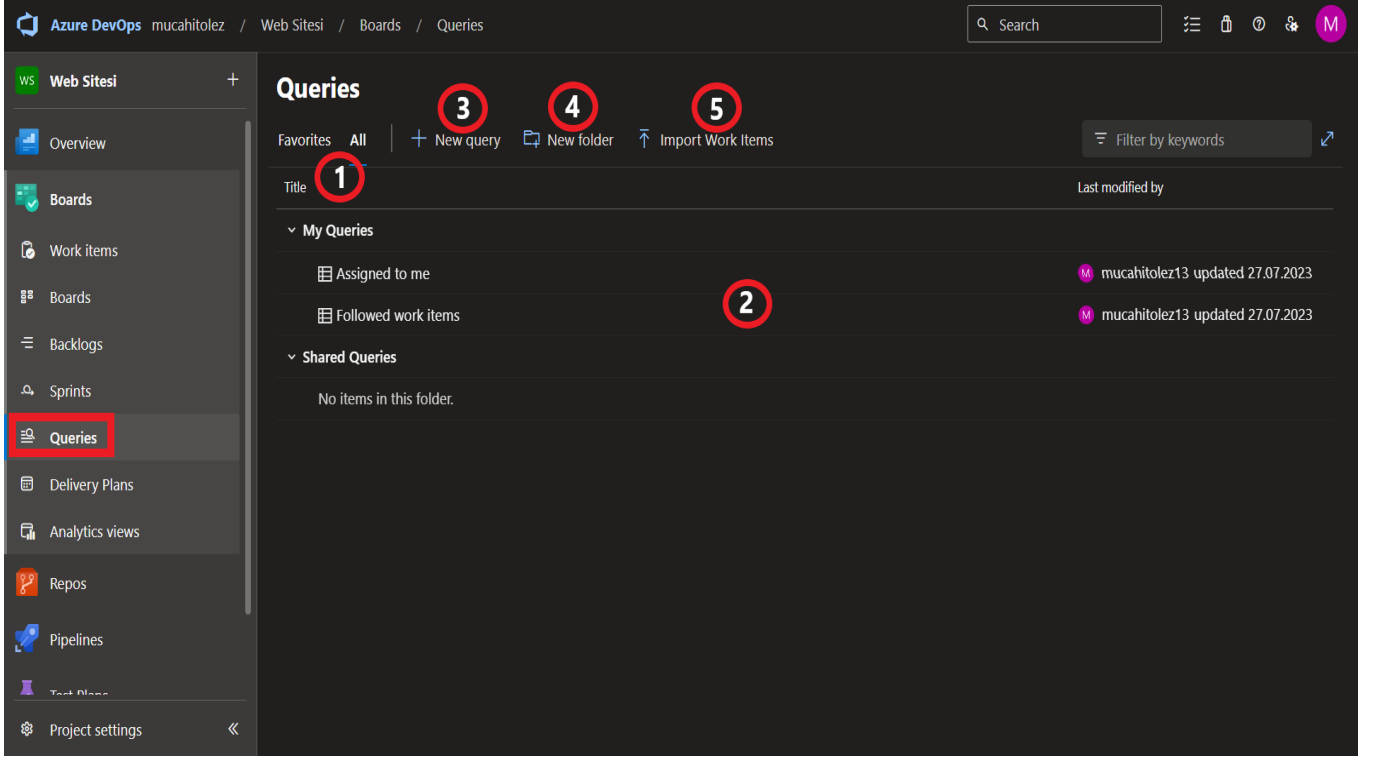 Azure DevOps mucahitolez / Web Sitesi / Boards / Queries
Search
M
WS Web Sitesi
Overview
Boards
Work items
Boards
Backlogs
Sprints
Queries
Delivery Plans
Analytics views
Repos
Pipelines
Test Plans
Project settings
Queries
3 4 5
Favorites All New query New folder Import Work Items
Filter by keywords
1
Title Last modified by
My Queries
Assigned to me M mucahitolez13 updated 27.07.2023
2
Followed work items M mucahitolez13 updated 27.07.2023
Shared Queries
No items in this folder.